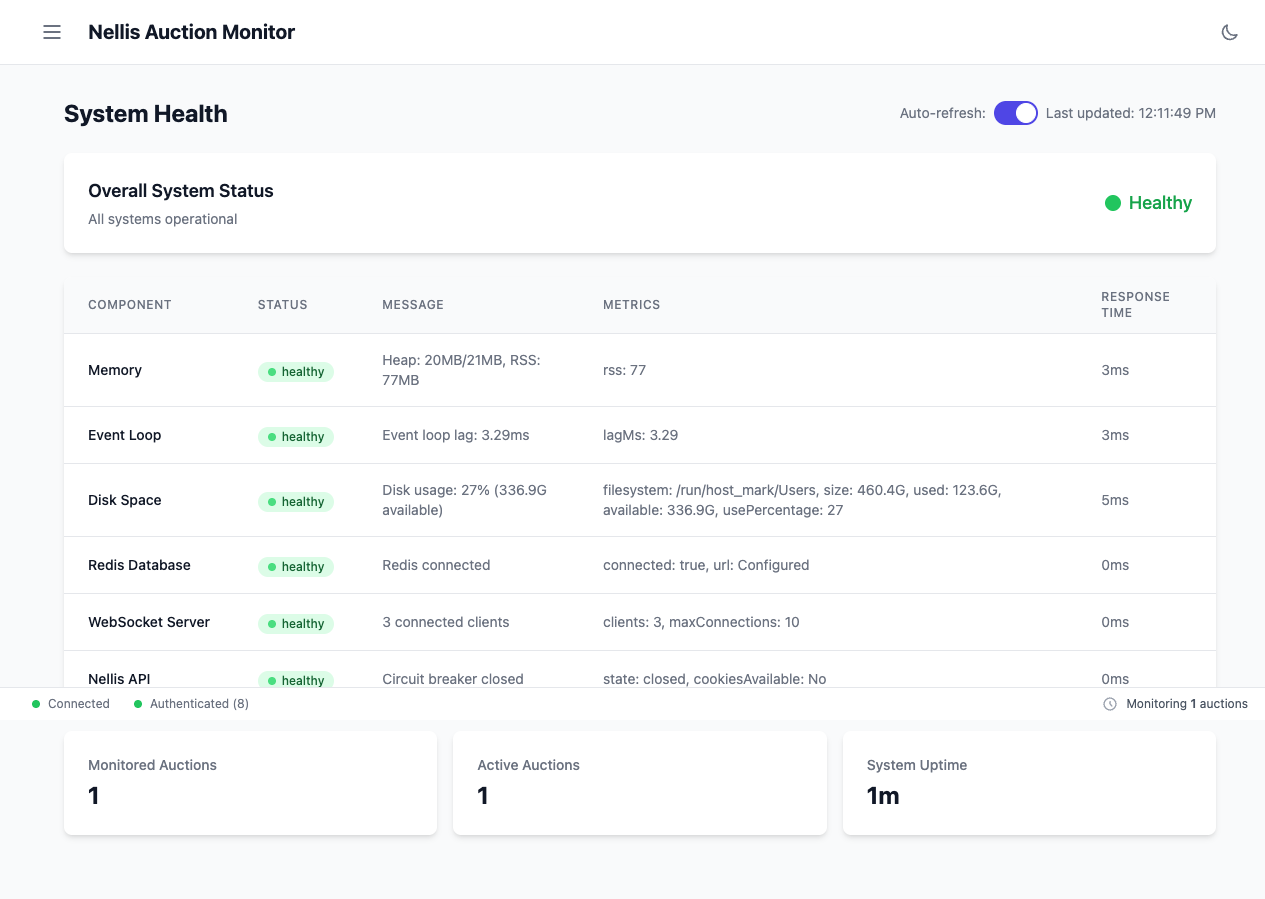 Nellis Auction Monitor
System Health
Auto-refresh: Last updated: 12:11:49 PM
Overall System Status
All systems operational
Healthy
COMPONENT STATUS MESSAGE METRICS RESPONSE
TIME
Memory healthy Heap: 20MB/21MB, RSS:
77MB rss: 77 3ms
Event Loop healthy Event loop lag: 3.29ms lagMs: 3.29 3ms
Disk Space healthy Disk usage: 27% (336.9G
available) filesystem: /run/host_mark/Users, size: 460.4G, used: 123.6G,
available: 336.9G, usePercentage: 27 5ms
Redis Database healthy Redis connected connected: true, url: Configured 0ms
WebSocket Server healthy 3 connected clients clients: 3, maxConnections: 10 0ms
Nellis API healthy Circuit breaker closed state: closed, cookiesAvailable: No 0ms
Connected Authenticated (8) Monitoring 1 auctions
Monitored Auctions
1
Active Auctions
1
System Uptime
1m